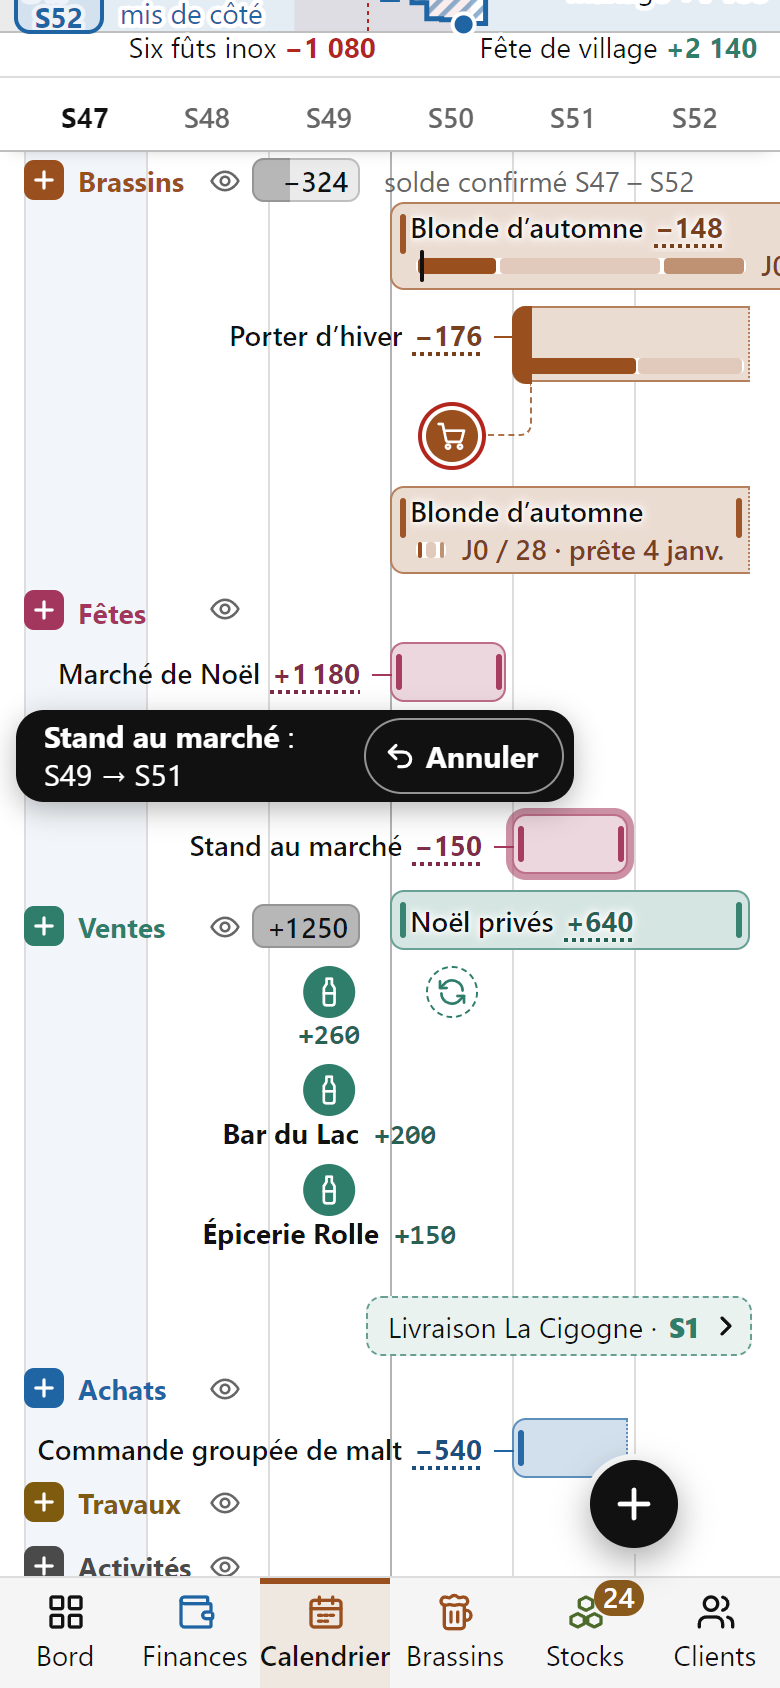 S52 mis de côté
Six fûts inox −1 080 Fête de village +2 140
S47 S48 S49 S50 S51 S52
Brassins −324 solde confirmé S47 – S52
Blonde d’automne −148
J0
Porter d’hiver −176
Blonde d’automne
J0 / 28 · prête 4 janv.
Fêtes
Marché de Noël +1 180
Stand au marché :
S49 → S51
Annuler
Stand au marché −150
Ventes +1250 Noël privés +640
+260
Bar du Lac +200
Épicerie Rolle +150
Livraison La Cigogne · S1
Achats
Commande groupée de malt −540
Travaux
Activités
24
Bord Finances Calendrier Brassins Stocks Clients